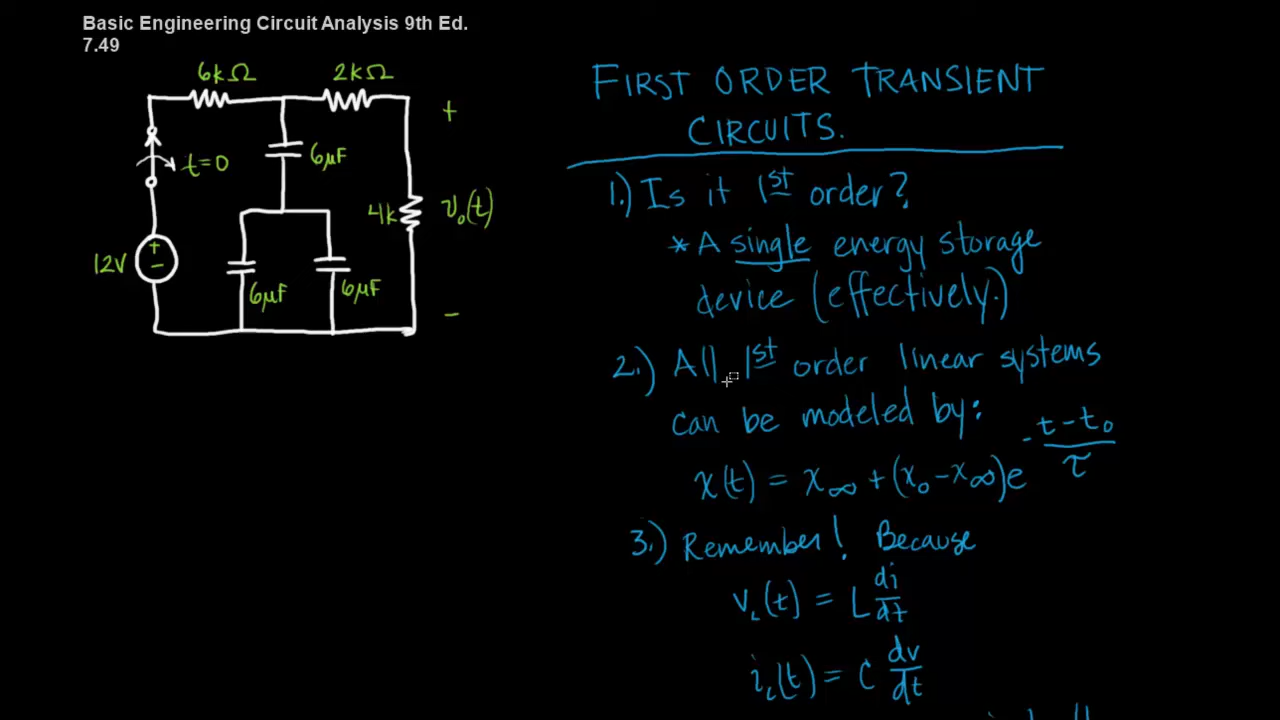 Basic Engineering Circuit Analysis 9th Ed.
7.49
6kΩ
2kΩ
+
t=0
6μF
4k
v₀(t)
12V
+
−
6μF
6μF
−
FIRST ORDER TRANSIENT
CIRCUITS.
1.) Is it 1st order?
* A single energy storage
device (effectively.)
2.) All 1st order linear systems
can be modeled by:
x(t) = x∞ + (x₀ - x∞)e^-(t-t₀)/τ
3.) Remember! Because
v_L(t) = L di/dt
i_L(t) = C dv/dt